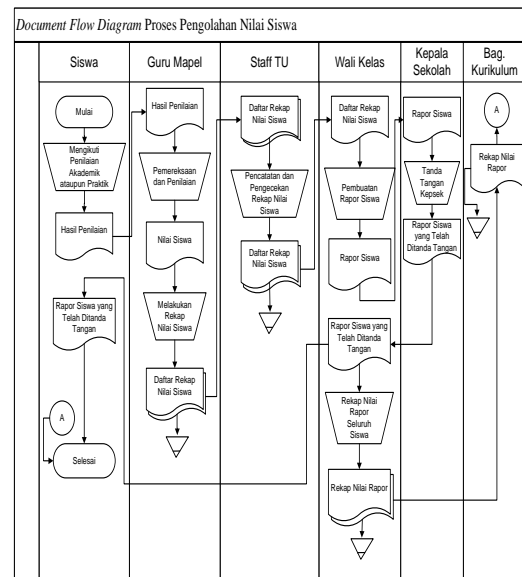 Document Flow Diagram Proses Pengolahan Nilai Siswa
Siswa
Guru Mapel
Staff TU
Wali Kelas
Kepala
Sekolah
Bag.
Kurikulum
Mulai
Mengikuti
Penilaian
Akademik
ataupun Praktik
Hasil Penilaian
Rapor Siswa yang
Telah Ditanda
Tangan
A
Selesai
Hasil Penilaian
Pemereksaan
dan Penilaian
Nilai Siswa
Melakukan
Rekap
Nilai Siswa
Daftar Rekap
Nilai Siswa
Daftar Rekap
Nilai Siswa
Pencatatan dan
Pengecekan
Rekap Nilai
Siswa
Daftar Rekap
Nilai Siswa
Daftar Rekap
Nilai Siswa
Pembuatan
Rapor Siswa
Rapor Siswa
Rapor Siswa yang
Telah Ditanda
Tangan
Rekap Nilai
Rapor
Seluruh
Siswa
Rekap Nilai Rapor
Rapor Siswa
Tanda
Tangan
Kepsek
Rapor Siswa
yang Telah
Ditanda Tangan
A
Rekap Nilai
Rapor